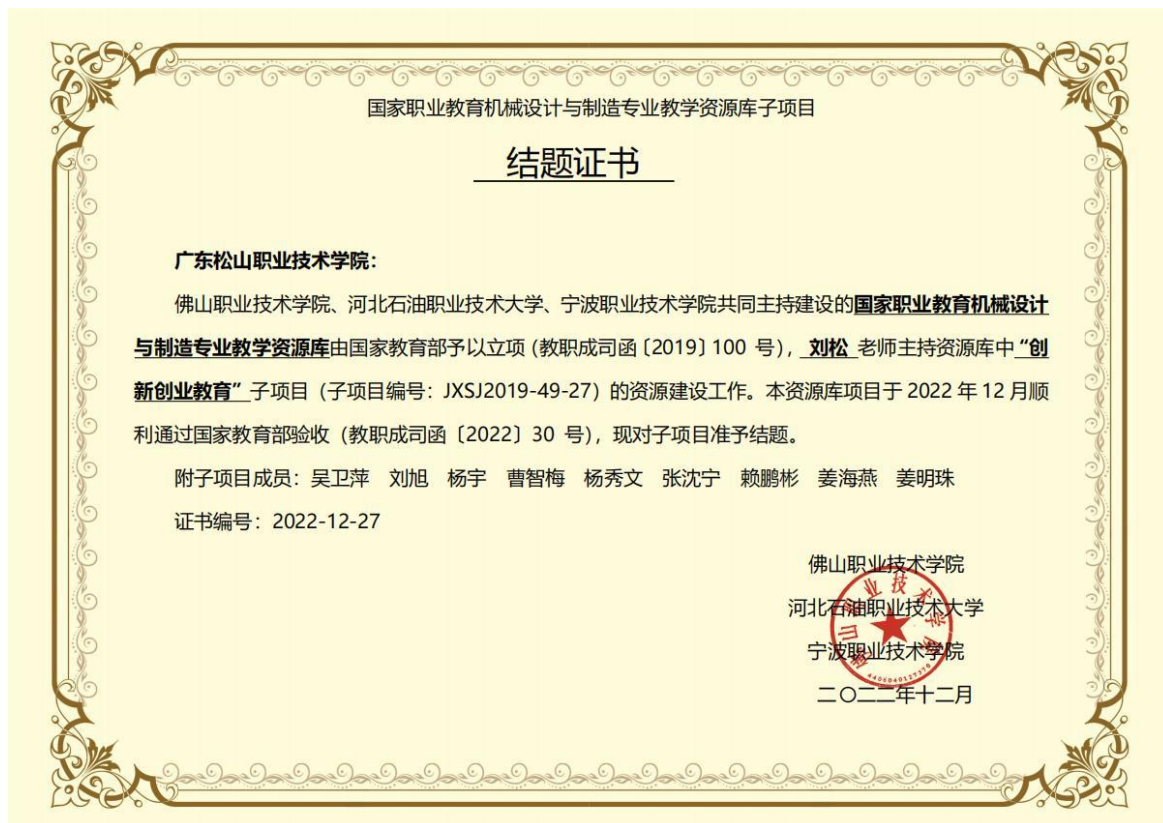 国家职业教育机械设计与制造专业教学资源库子项目
结题证书
广东松山职业技术学院：
佛山职业技术学院、河北石油职业技术大学、宁波职业技术学院共同主持建设的国家职业教育机械设计
与制造专业教学资源库由国家教育部予以立项（教职成司函〔2019〕100 号），刘松 老师主持资源库中“创
新创业教育”子项目（子项目编号：JXSJ2019-49-27）的资源建设工作。本资源库项目于 2022 年 12 月顺
利通过国家教育部验收（教职成司函〔2022〕30 号），现对子项目准予结题。
附子项目成员：吴卫萍 刘旭 杨宇 曹智梅 杨秀文 张沈宁 赖鹏彬 姜海燕 姜明珠
证书编号：2022-12-27
佛山职业技术学院
河北石油职业技术大学
宁波职业技术学院
二〇二二年十二月
佛山职业技术学院